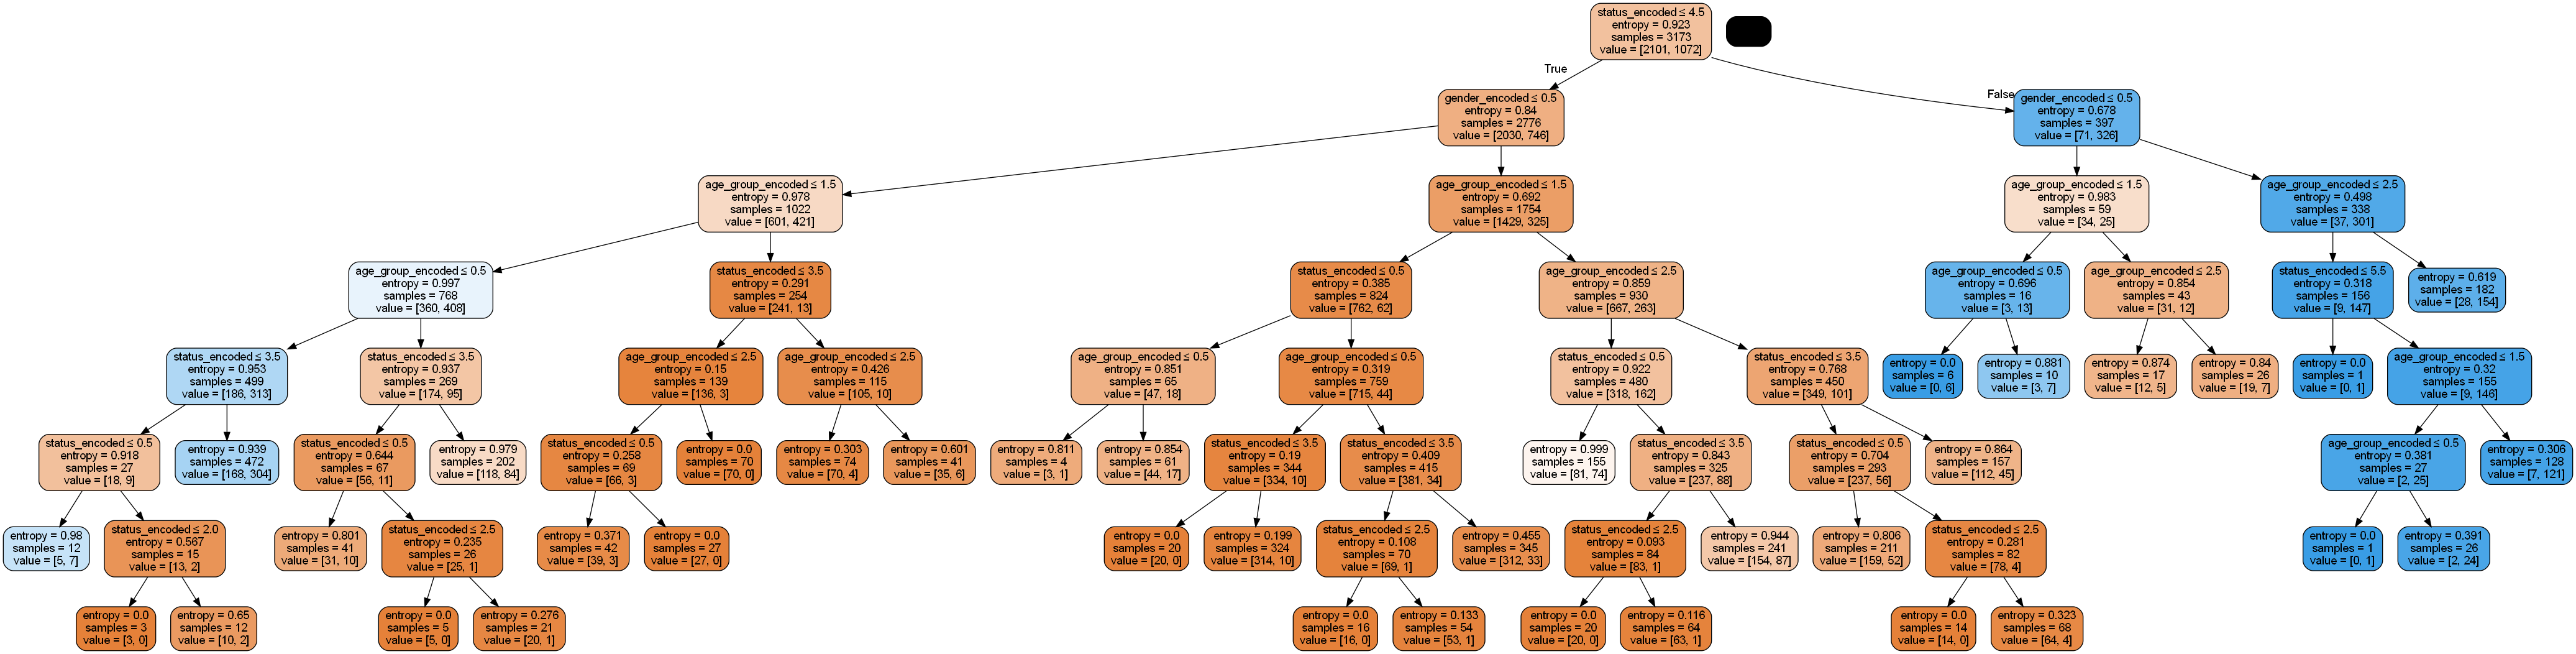 status_encoded ≤ 4.5
entropy = 0.923
samples = 3173
value = [2101, 1072]
True
False
gender_encoded ≤ 0.5
entropy = 0.84
samples = 2776
value = [2030, 746]
gender_encoded ≤ 0.5
entropy = 0.678
samples = 397
value = [71, 326]
age_group_encoded ≤ 1.5
entropy = 0.978
samples = 1022
value = [601, 421]
age_group_encoded ≤ 1.5
entropy = 0.692
samples = 1754
value = [1429, 325]
age_group_encoded ≤ 1.5
entropy = 0.983
samples = 59
value = [34, 25]
age_group_encoded ≤ 2.5
entropy = 0.498
samples = 338
value = [37, 301]
age_group_encoded ≤ 0.5
entropy = 0.997
samples = 768
value = [360, 408]
status_encoded ≤ 3.5
entropy = 0.291
samples = 254
value = [241, 13]
status_encoded ≤ 0.5
entropy = 0.385
samples = 824
value = [762, 62]
age_group_encoded ≤ 2.5
entropy = 0.859
samples = 930
value = [667, 263]
age_group_encoded ≤ 0.5
entropy = 0.696
samples = 16
value = [3, 13]
age_group_encoded ≤ 2.5
entropy = 0.854
samples = 43
value = [31, 12]
status_encoded ≤ 5.5
entropy = 0.318
samples = 156
value = [9, 147]
entropy = 0.619
samples = 182
value = [28, 154]
status_encoded ≤ 3.5
entropy = 0.953
samples = 499
value = [186, 313]
status_encoded ≤ 3.5
entropy = 0.937
samples = 269
value = [174, 95]
age_group_encoded ≤ 2.5
entropy = 0.15
samples = 139
value = [136, 3]
age_group_encoded ≤ 2.5
entropy = 0.426
samples = 115
value = [105, 10]
age_group_encoded ≤ 0.5
entropy = 0.851
samples = 65
value = [47, 18]
age_group_encoded ≤ 0.5
entropy = 0.319
samples = 759
value = [715, 44]
status_encoded ≤ 0.5
entropy = 0.922
samples = 480
value = [318, 162]
status_encoded ≤ 3.5
entropy = 0.768
samples = 450
value = [349, 101]
entropy = 0.0
samples = 6
value = [0, 6]
entropy = 0.881
samples = 10
value = [3, 7]
entropy = 0.874
samples = 17
value = [12, 5]
entropy = 0.84
samples = 26
value = [19, 7]
entropy = 0.0
samples = 1
value = [0, 1]
age_group_encoded ≤ 1.5
entropy = 0.32
samples = 155
value = [9, 146]
status_encoded ≤ 0.5
entropy = 0.918
samples = 27
value = [18, 9]
entropy = 0.939
samples = 472
value = [168, 304]
status_encoded ≤ 0.5
entropy = 0.644
samples = 67
value = [56, 11]
entropy = 0.979
samples = 202
value = [118, 84]
status_encoded ≤ 0.5
entropy = 0.258
samples = 69
value = [66, 3]
entropy = 0.0
samples = 70
value = [70, 0]
entropy = 0.303
samples = 74
value = [70, 4]
entropy = 0.601
samples = 41
value = [35, 6]
entropy = 0.811
samples = 4
value = [3, 1]
entropy = 0.854
samples = 61
value = [44, 17]
status_encoded ≤ 3.5
entropy = 0.19
samples = 344
value = [334, 10]
status_encoded ≤ 3.5
entropy = 0.409
samples = 415
value = [381, 34]
entropy = 0.999
samples = 155
value = [81, 74]
status_encoded ≤ 3.5
entropy = 0.843
samples = 325
value = [237, 88]
status_encoded ≤ 0.5
entropy = 0.704
samples = 293
value = [237, 56]
entropy = 0.864
samples = 157
value = [112, 45]
age_group_encoded ≤ 0.5
entropy = 0.381
samples = 27
value = [2, 25]
entropy = 0.306
samples = 128
value = [7, 121]
entropy = 0.98
samples = 12
value = [5, 7]
status_encoded ≤ 2.0
entropy = 0.567
samples = 15
value = [13, 2]
entropy = 0.801
samples = 41
value = [31, 10]
status_encoded ≤ 2.5
entropy = 0.235
samples = 26
value = [25, 1]
entropy = 0.371
samples = 42
value = [39, 3]
entropy = 0.0
samples = 27
value = [27, 0]
entropy = 0.0
samples = 20
value = [20, 0]
entropy = 0.199
samples = 324
value = [314, 10]
status_encoded ≤ 2.5
entropy = 0.108
samples = 70
value = [69, 1]
entropy = 0.455
samples = 345
value = [312, 33]
status_encoded ≤ 2.5
entropy = 0.093
samples = 84
value = [83, 1]
entropy = 0.944
samples = 241
value = [154, 87]
entropy = 0.806
samples = 211
value = [159, 52]
status_encoded ≤ 2.5
entropy = 0.281
samples = 82
value = [78, 4]
entropy = 0.0
samples = 1
value = [0, 1]
entropy = 0.391
samples = 26
value = [2, 24]
entropy = 0.0
samples = 3
value = [3, 0]
entropy = 0.65
samples = 12
value = [10, 2]
entropy = 0.0
samples = 5
value = [5, 0]
entropy = 0.276
samples = 21
value = [20, 1]
entropy = 0.0
samples = 16
value = [16, 0]
entropy = 0.133
samples = 54
value = [53, 1]
entropy = 0.0
samples = 20
value = [20, 0]
entropy = 0.116
samples = 64
value = [63, 1]
entropy = 0.0
samples = 14
value = [14, 0]
entropy = 0.323
samples = 68
value = [64, 4]